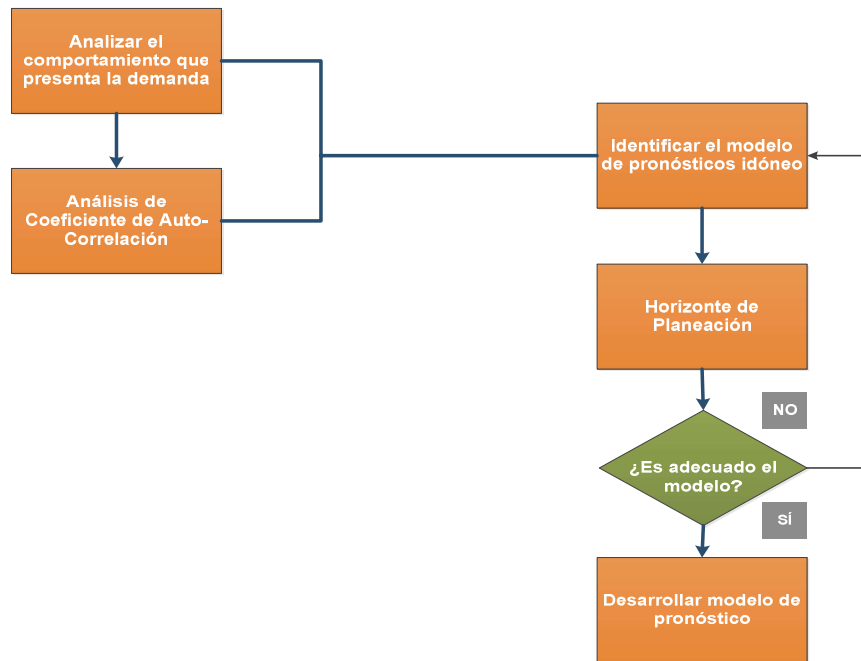 Analizar el
comportamiento que
presenta la demanda
Análisis de
Coeficiente de Auto-
Correlación
Identificar el modelo
de pronósticos idóneo
Horizonte de
Planeación
NO
¿Es adecuado el
modelo?
SÍ
Desarrollar modelo de
pronóstico